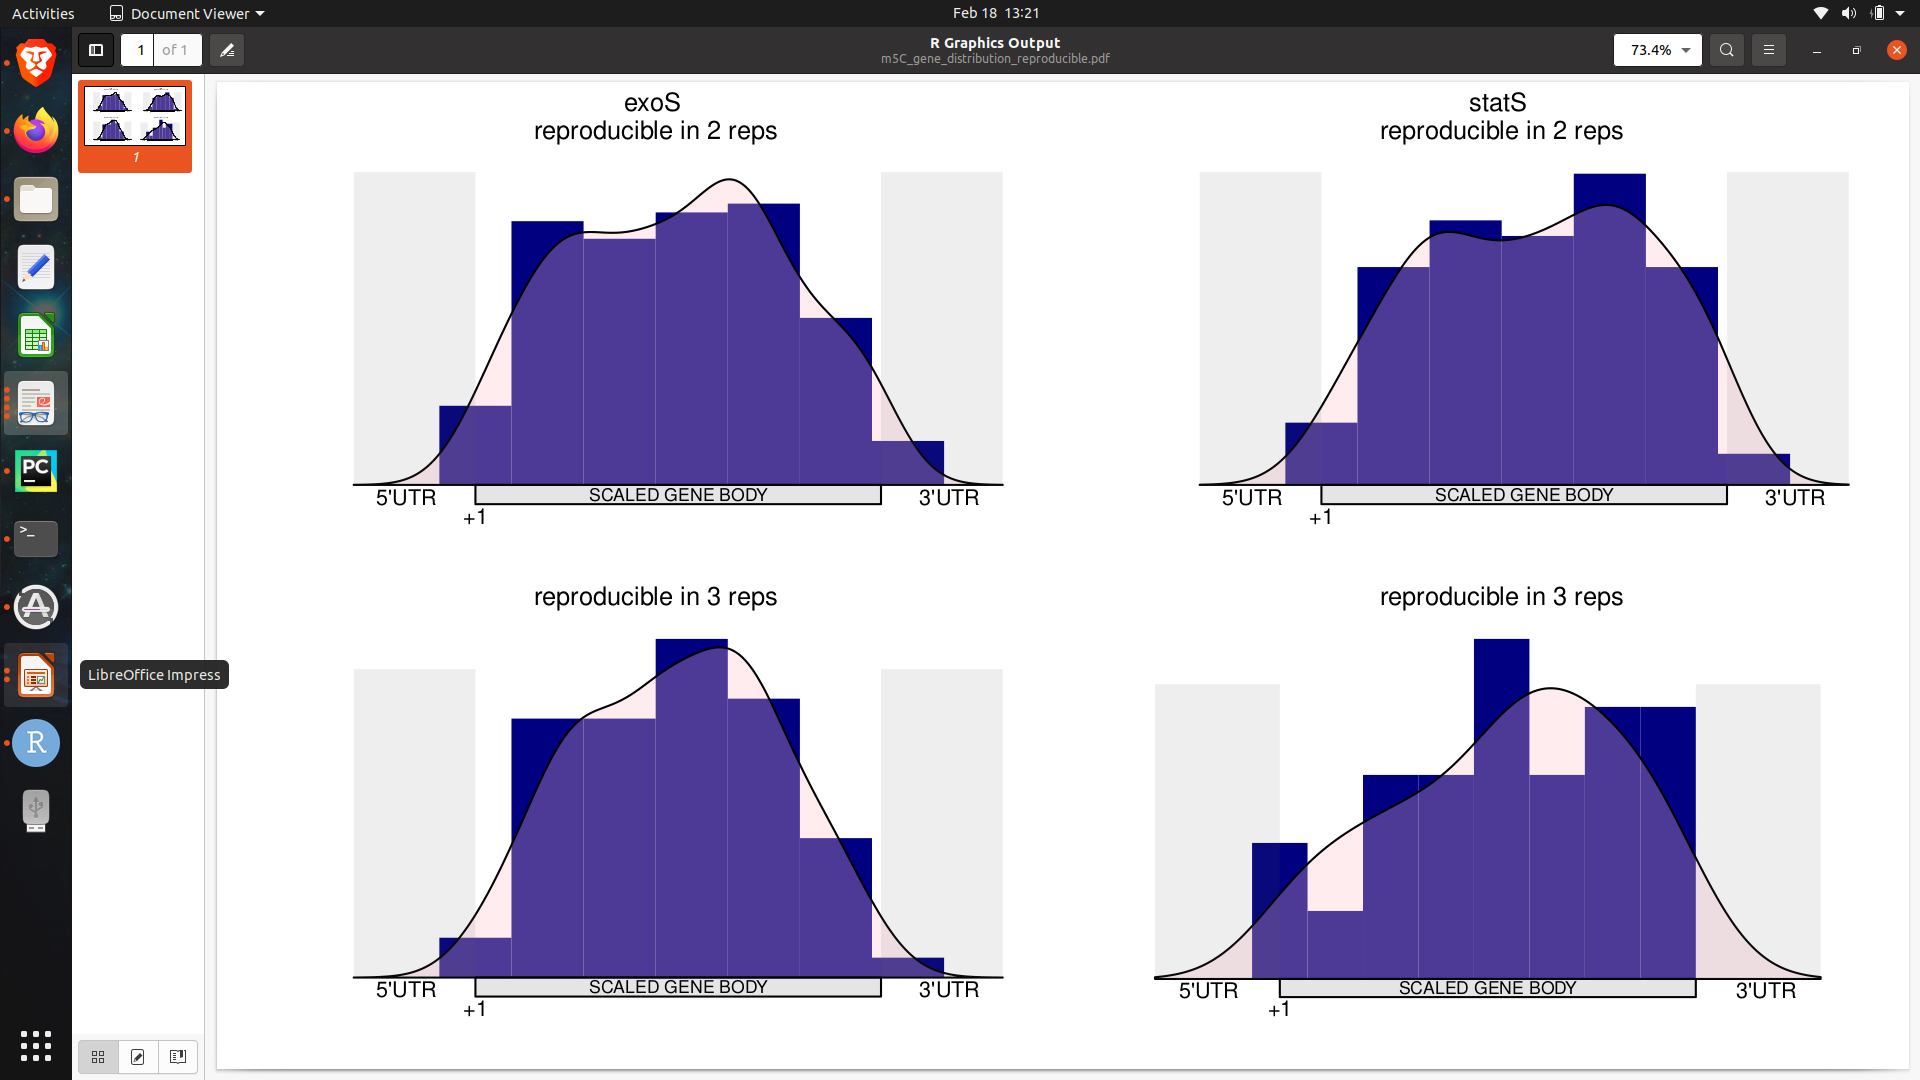 Activities
Document Viewer
Feb 18 13:21
1 of 1
R Graphics Output
m5C_gene_distribution_reproducible.pdf
73.4%
1
exoS
reproducible in 2 reps
5'UTR
SCALED GENE BODY
3'UTR
+1
statS
reproducible in 2 reps
5'UTR
SCALED GENE BODY
3'UTR
+1
reproducible in 3 reps
5'UTR
SCALED GENE BODY
3'UTR
+1
reproducible in 3 reps
5'UTR
SCALED GENE BODY
3'UTR
+1
PC
>_
LibreOffice Impress
R